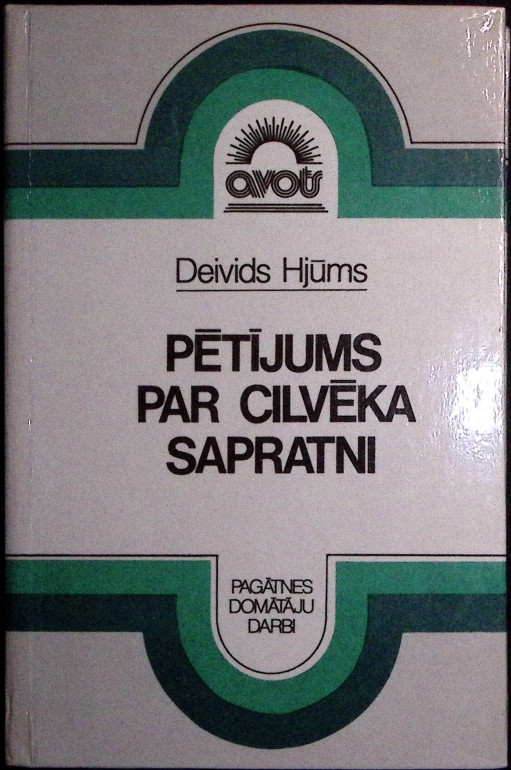 avots
Deivids Hjūms
PĒTĪJUMS
PAR CILVĒKA
SAPRATNI
PAGĀTNES
DOMĀTĀJU
DARBI